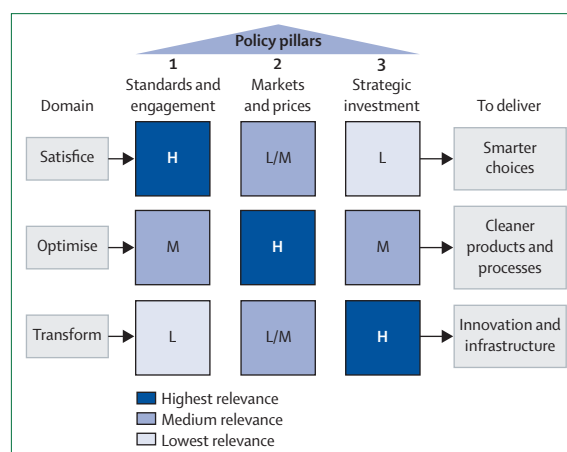 Policy pillars
1 2 3
Domain
Standards and engagement
Markets and prices
Strategic investment
To deliver
Satisfice
H
L/M
L
Smarter choices
Optimise
M
H
M
Cleaner products and processes
Transform
L
L/M
H
Innovation and infrastructure
Highest relevance
Medium relevance
Lowest relevance